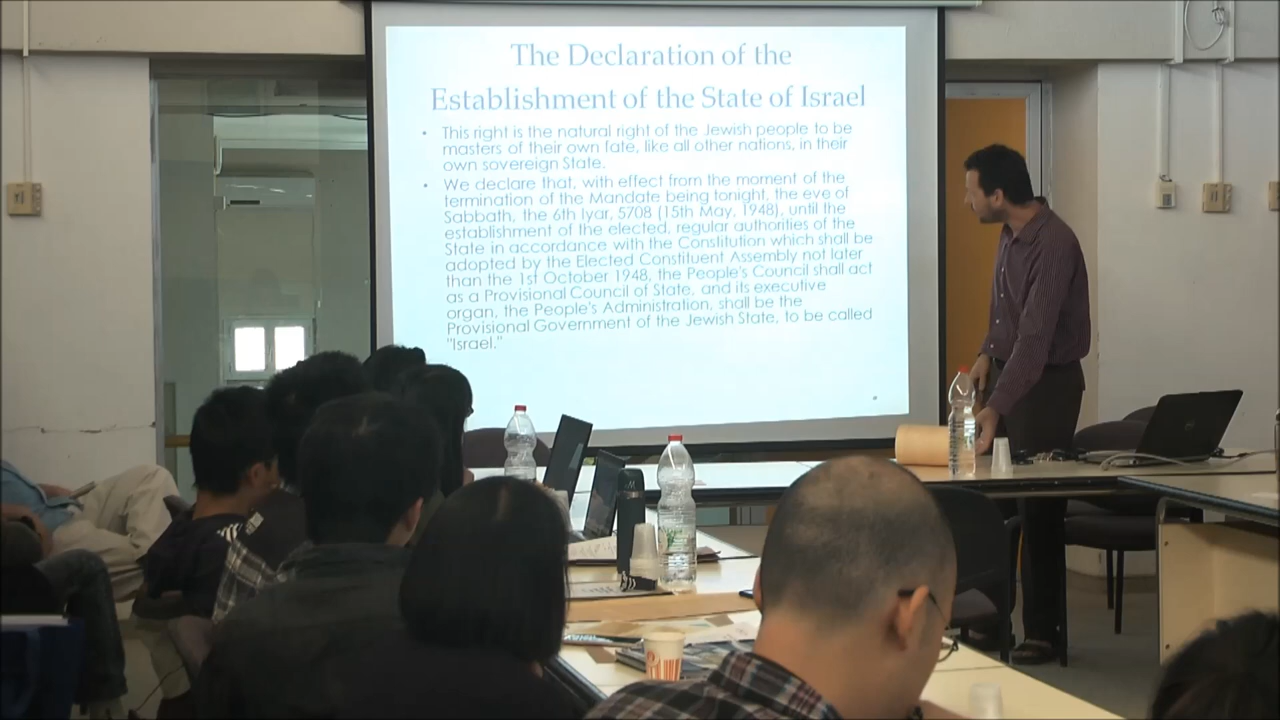 The Declaration of the
Establishment of the State of Israel
• This right is the natural right of the Jewish people to be
masters of their own fate, like all other nations, in their
own sovereign State.
• We declare that, with effect from the moment of the
termination of the Mandate being tonight, the eve of
Sabbath, the 6th Iyar, 5708 (15th May, 1948), until the
establishment of the elected, regular authorities of the
State in accordance with the Constitution which shall be
adopted by the Elected Constituent Assembly not later
than the 1st October 1948, the People's Council shall act
as a Provisional Council of State, and its executive
organ, the People's Administration, shall be the
Provisional Government of the Jewish State, to be called
"Israel."